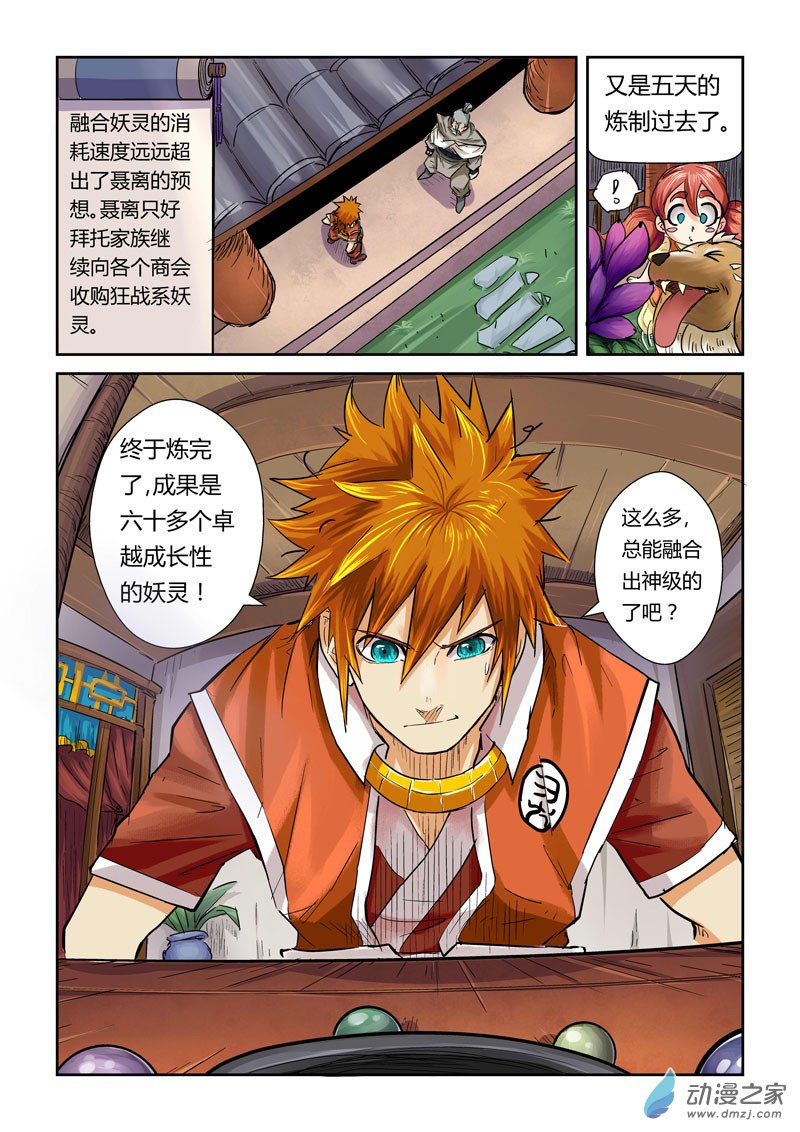 融合妖灵的消
耗速度远远超
出了聂离的预
想。聂离只好
拜托家族继
续向各个商会
收购狂战系妖
灵。
又是五天的
炼制过去了。
!
终于炼完
了，成果是
六十多个卓
越成长性
的妖灵！
这么多，
总能融合
出神级的
了吧？
动漫之家
www.dmzj.com